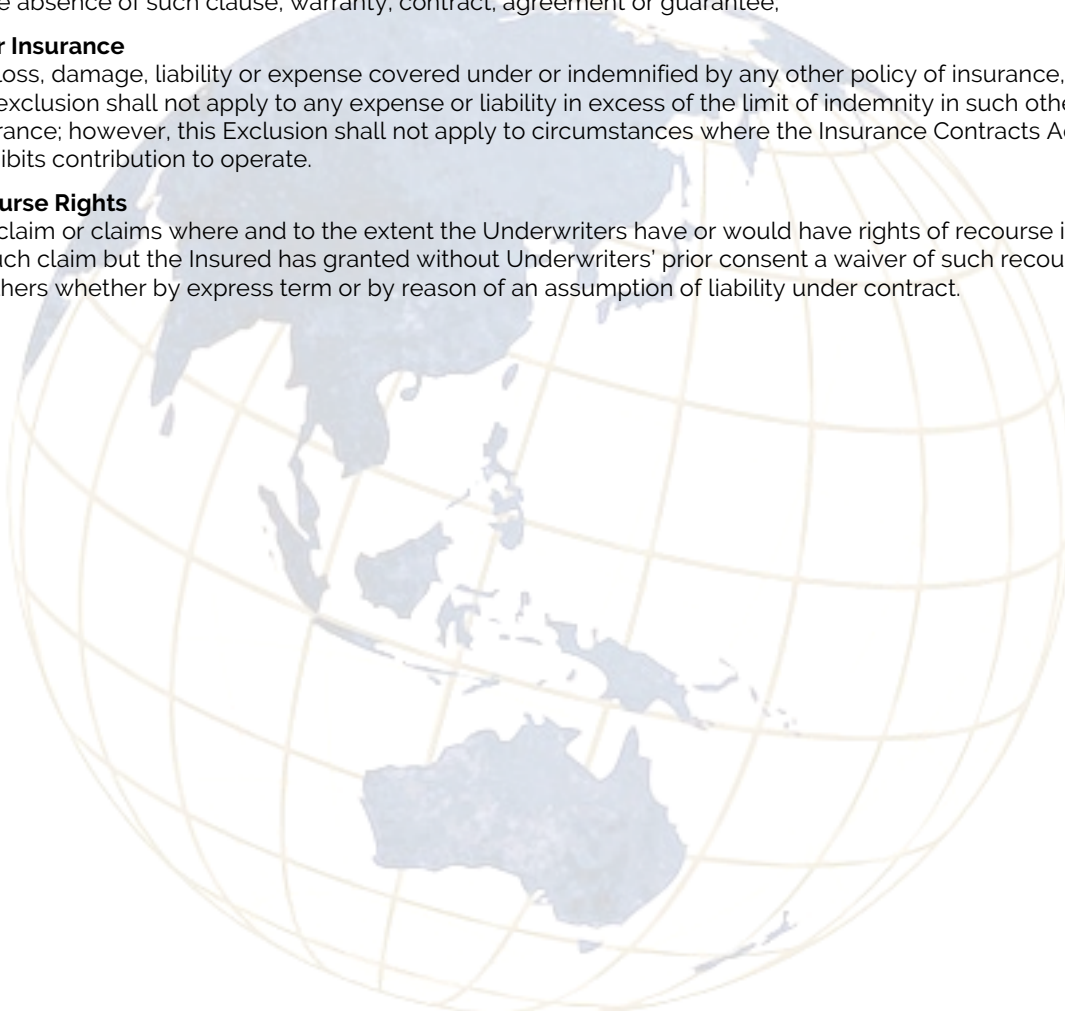 e absence of such clause, warranty, contract, agreement or guarantee;
r Insurance
loss, damage, liability or expense covered under or indemnified by any other policy of insurance,
exclusion shall not apply to any expense or liability in excess of the limit of indemnity in such othe
rance; however, this Exclusion shall not apply to circumstances where the Insurance Contracts A
ibits contribution to operate.
urse Rights
claim or claims where and to the extent the Underwriters have or would have rights of recourse i
uch claim but the Insured has granted without Underwriters' prior consent a waiver of such recou
thers whether by express term or by reason of an assumption of liability under contract.